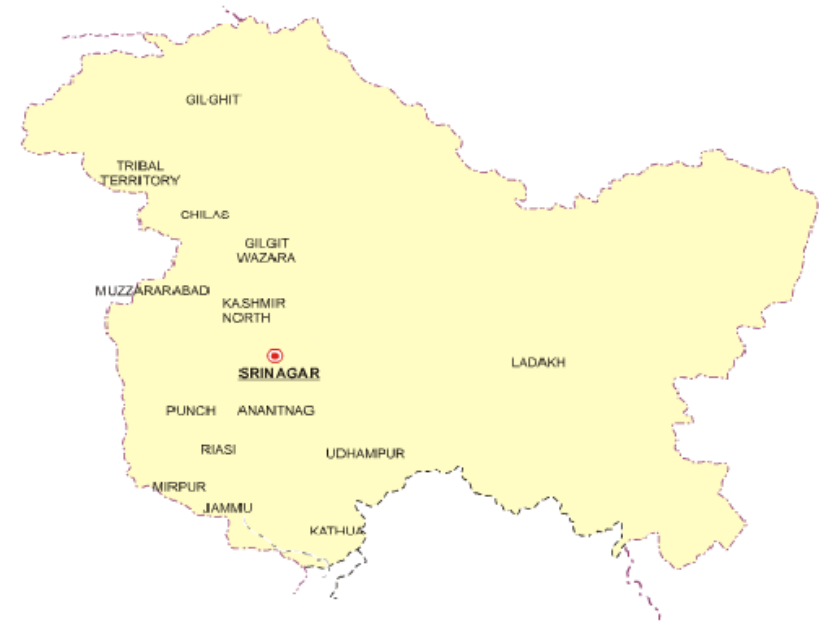 GILGHIT
TRIBAL
TERRITORY
CHILAS
GILGIT
WAZARA
MUZZARARABAD
KASHMIR
NORTH
SRINAGAR
LADAKH
PUNCH
ANANTNAG
RIASI
UDHAMPUR
MIRPUR
JAMMU
KATHUA